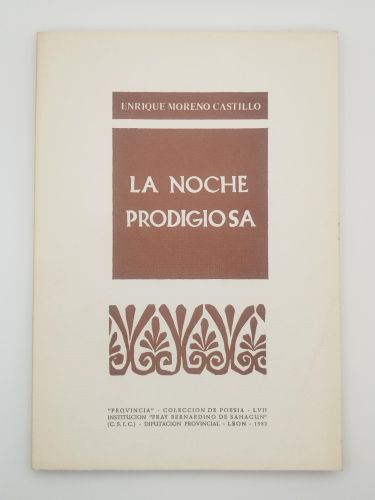 ENRIQUE MORENO CASTILLO
LA NOCHE
PRODIGIOSA
"PROVINCIA" - COLECCION DE POESIA - LVII
INSTITUCION "FRAY BERNARDINO DE SAHAGUN"
(C. S. I. C.) - DIPUTACION PROVINCIAL - LEON - 1982